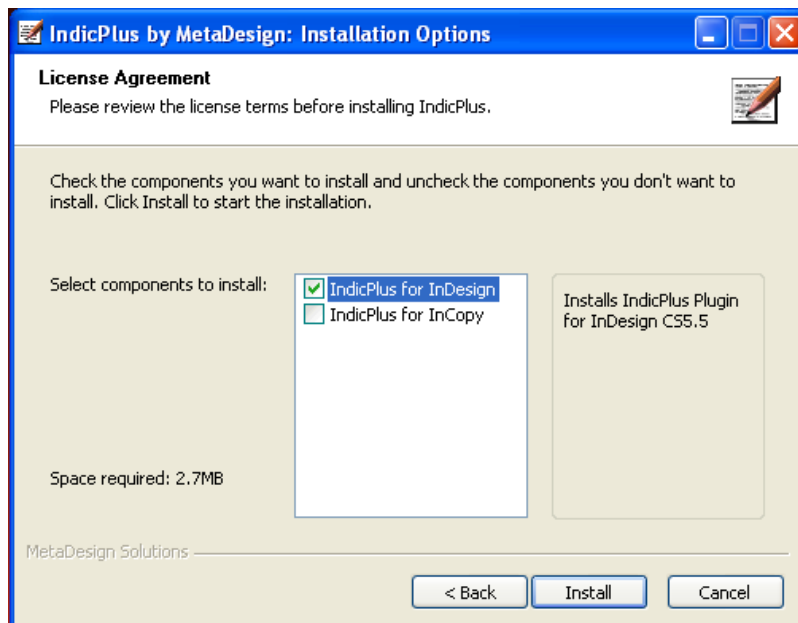 IndicPlus by MetaDesign: Installation Options
License Agreement
Please review the license terms before installing IndicPlus.
Check the components you want to install and uncheck the components you don't want to
install. Click Install to start the installation.
Select components to install:
IndicPlus for InDesign
IndicPlus for InCopy
Installs IndicPlus Plugin
for InDesign CS5.5
Space required: 2.7MB
MetaDesign Solutions
< Back
Install
Cancel